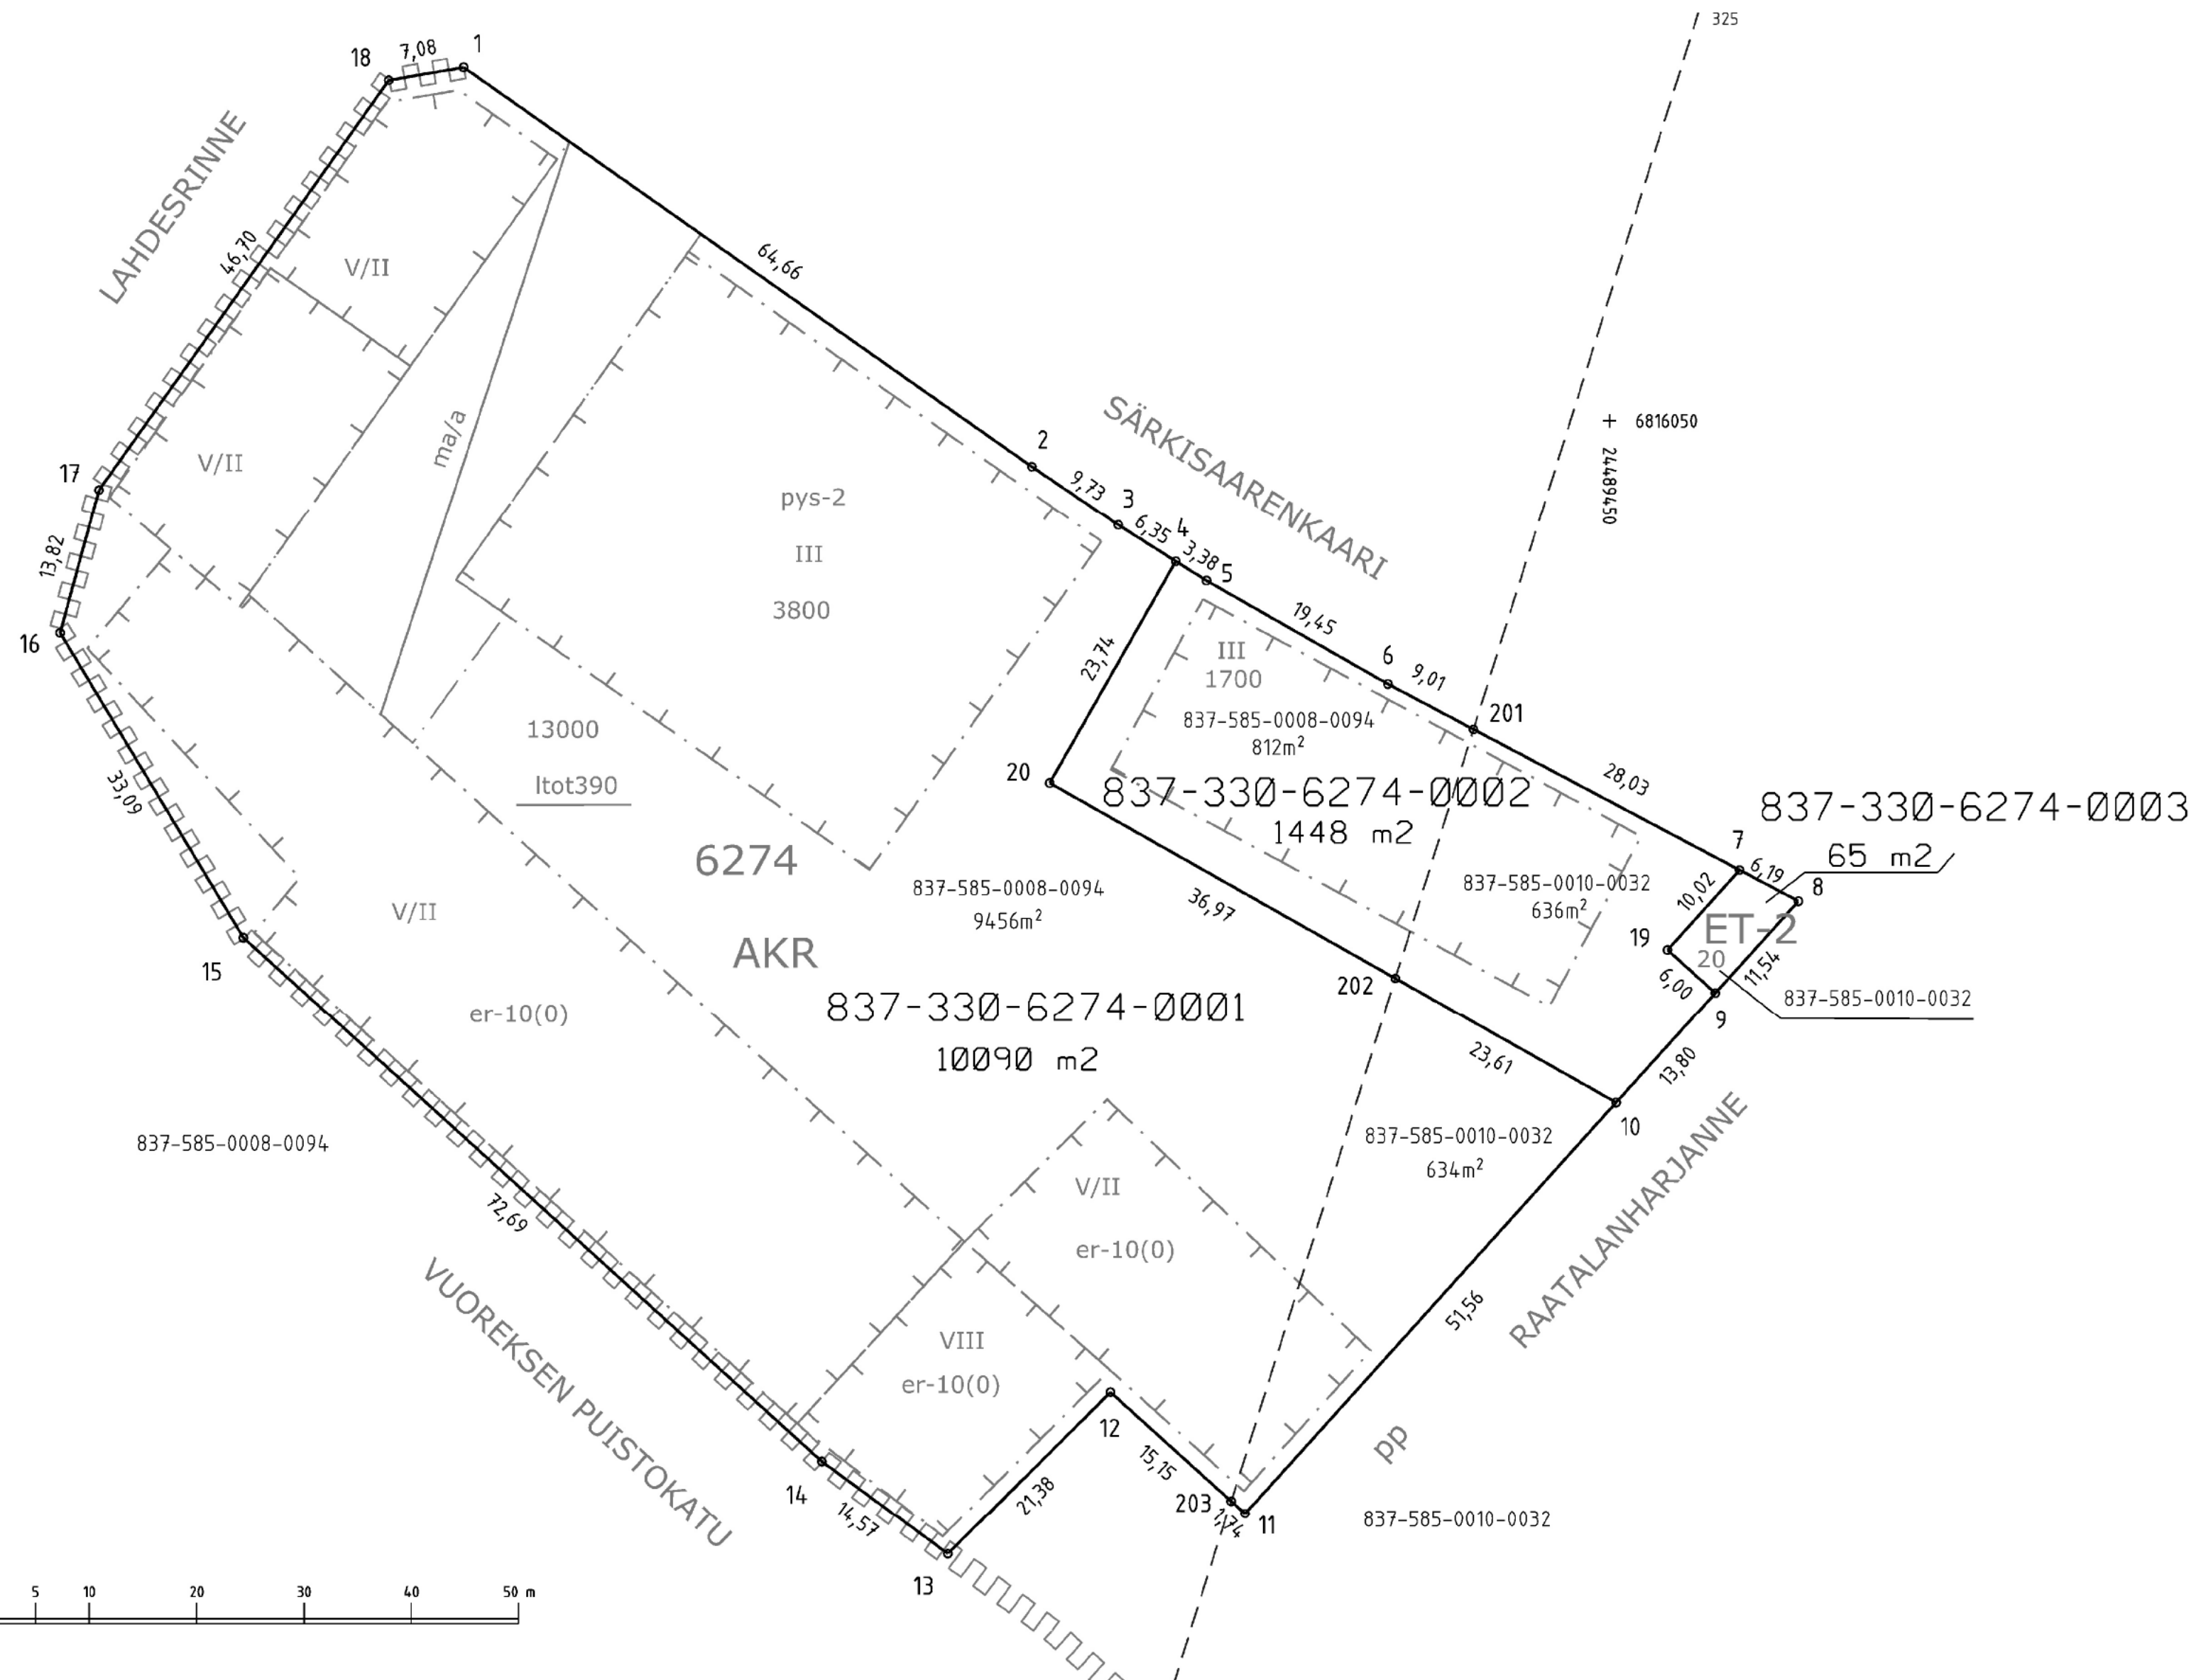 325
18
7,08
1
LAHDESRINNE
46,70
V/II
64,66
ma/a
V/II
17
13,82
16
2
9,73
3
6,35
4
3,38
5
SÄRKISAARENKAARI
6816050
24489450
pys-2
III
3800
19,45
6
9,01
201
23,74
III
1700
837-585-0008-0094
812m²
28,03
20
837-330-6274-0002
1448 m2
837-330-6274-0003
65 m2
13000
ltot390
33,09
6274
7
6,19
8
10,02
837-585-0010-0032
636m²
837-585-0008-0094
9456m²
36,97
V/II
AKR
19
ET-2
20
11,54
6,00
9
837-585-0010-0032
15
202
er-10(0)
837-330-6274-0001
10090 m2
23,61
13,80
10
837-585-0008-0094
837-585-0010-0032
634m²
RAATALANHARJANNE
72,69
V/II
er-10(0)
51,56
VUOREKSEN PUISTOKATU
VIII
er-10(0)
12
15,15
pp
14
14,57
21,38
203
1,74
11
837-585-0010-0032
13
5 10 20 30 40 50 m